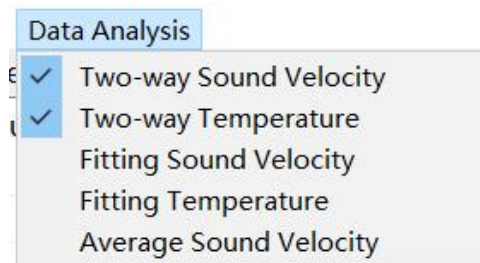 Data Analysis
Two-way Sound Velocity
Two-way Temperature
Fitting Sound Velocity
Fitting Temperature
Average Sound Velocity